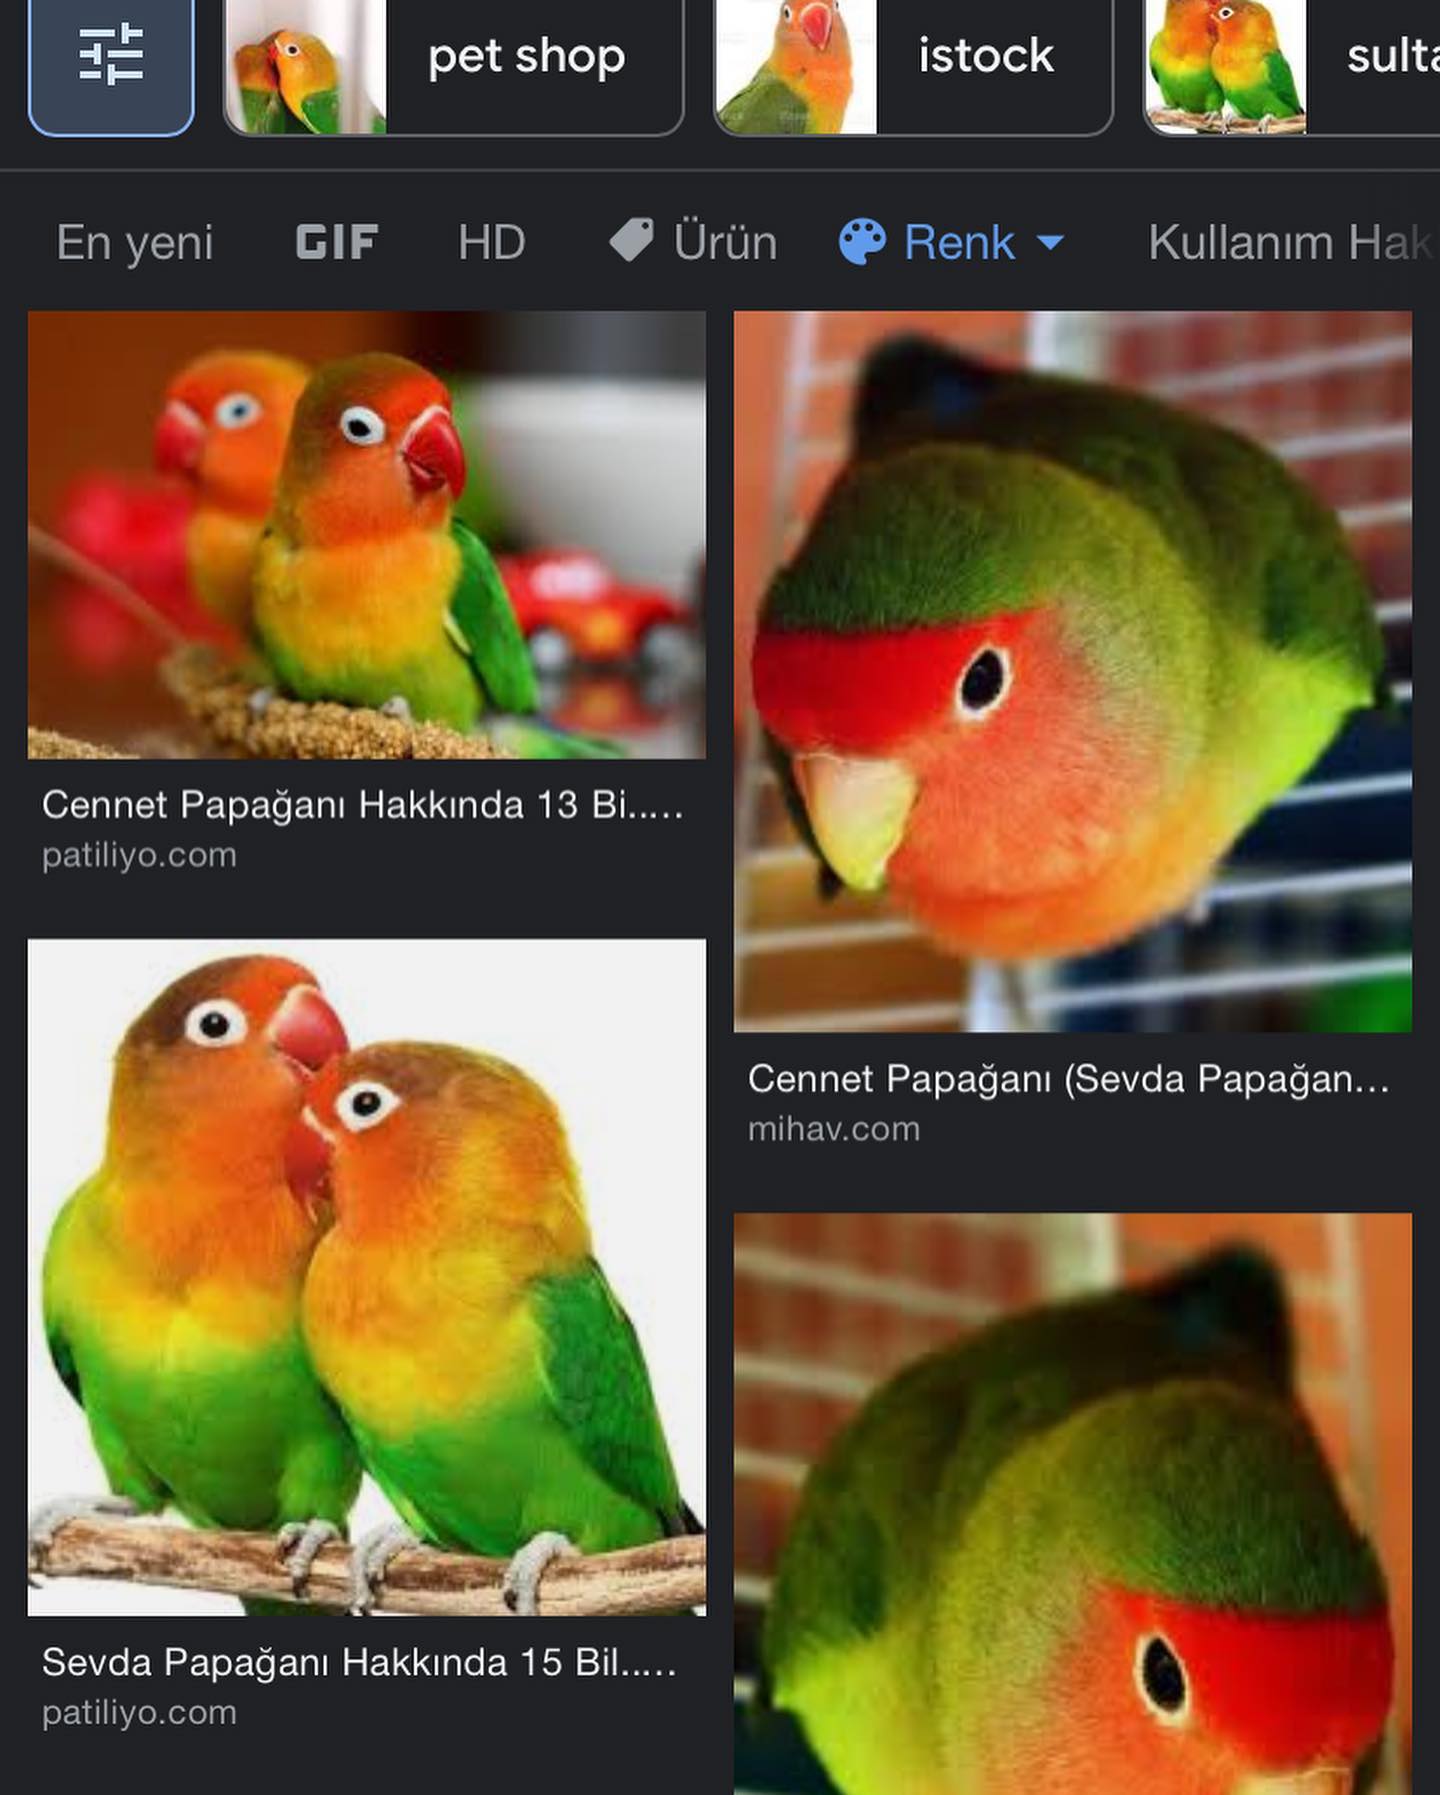 pet shop
istock
sulta
En yeni
GIF
HD
Ürün
Renk
Kullanım Hak
Cennet Papağanı Hakkında 13 Bi.....
patiliyo.com
Cennet Papağanı (Sevda Papağan...
mihav.com
Sevda Papağanı Hakkında 15 Bil.....
patiliyo.com